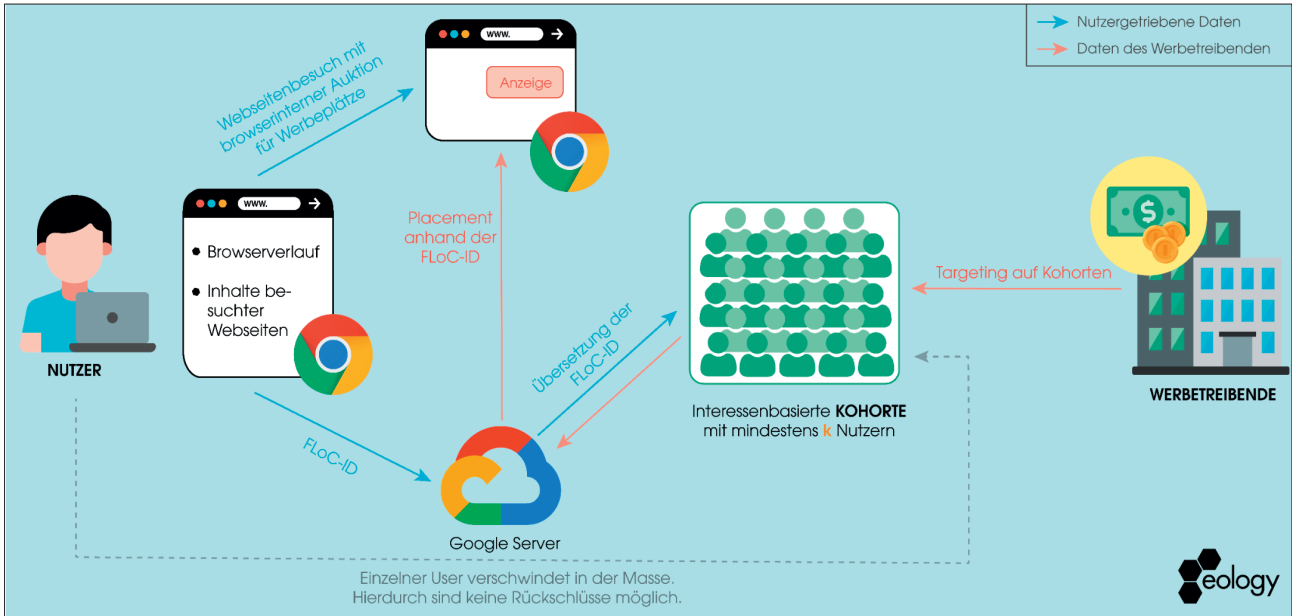 Nutzergetriebene Daten
Daten des Werbetreibenden
www.
Anzeige
Webseitenbesuch mit
browserinterner Auktion
für Werbeplätze
www.
• Browserverlauf
• Inhalte be-
suchter
Webseiten
NUTZER
Placement
anhand der
FLoC-ID
Targeting auf Kohorten
WERBETREIBENDE
Übersetzung der
FLoC-ID
Interessenbasierte KOHORTE
mit mindestens k Nutzern
FLoC-ID
Google Server
Einzelner User verschwindet in der Masse.
Hierdurch sind keine Rückschlüsse möglich.
eology
$